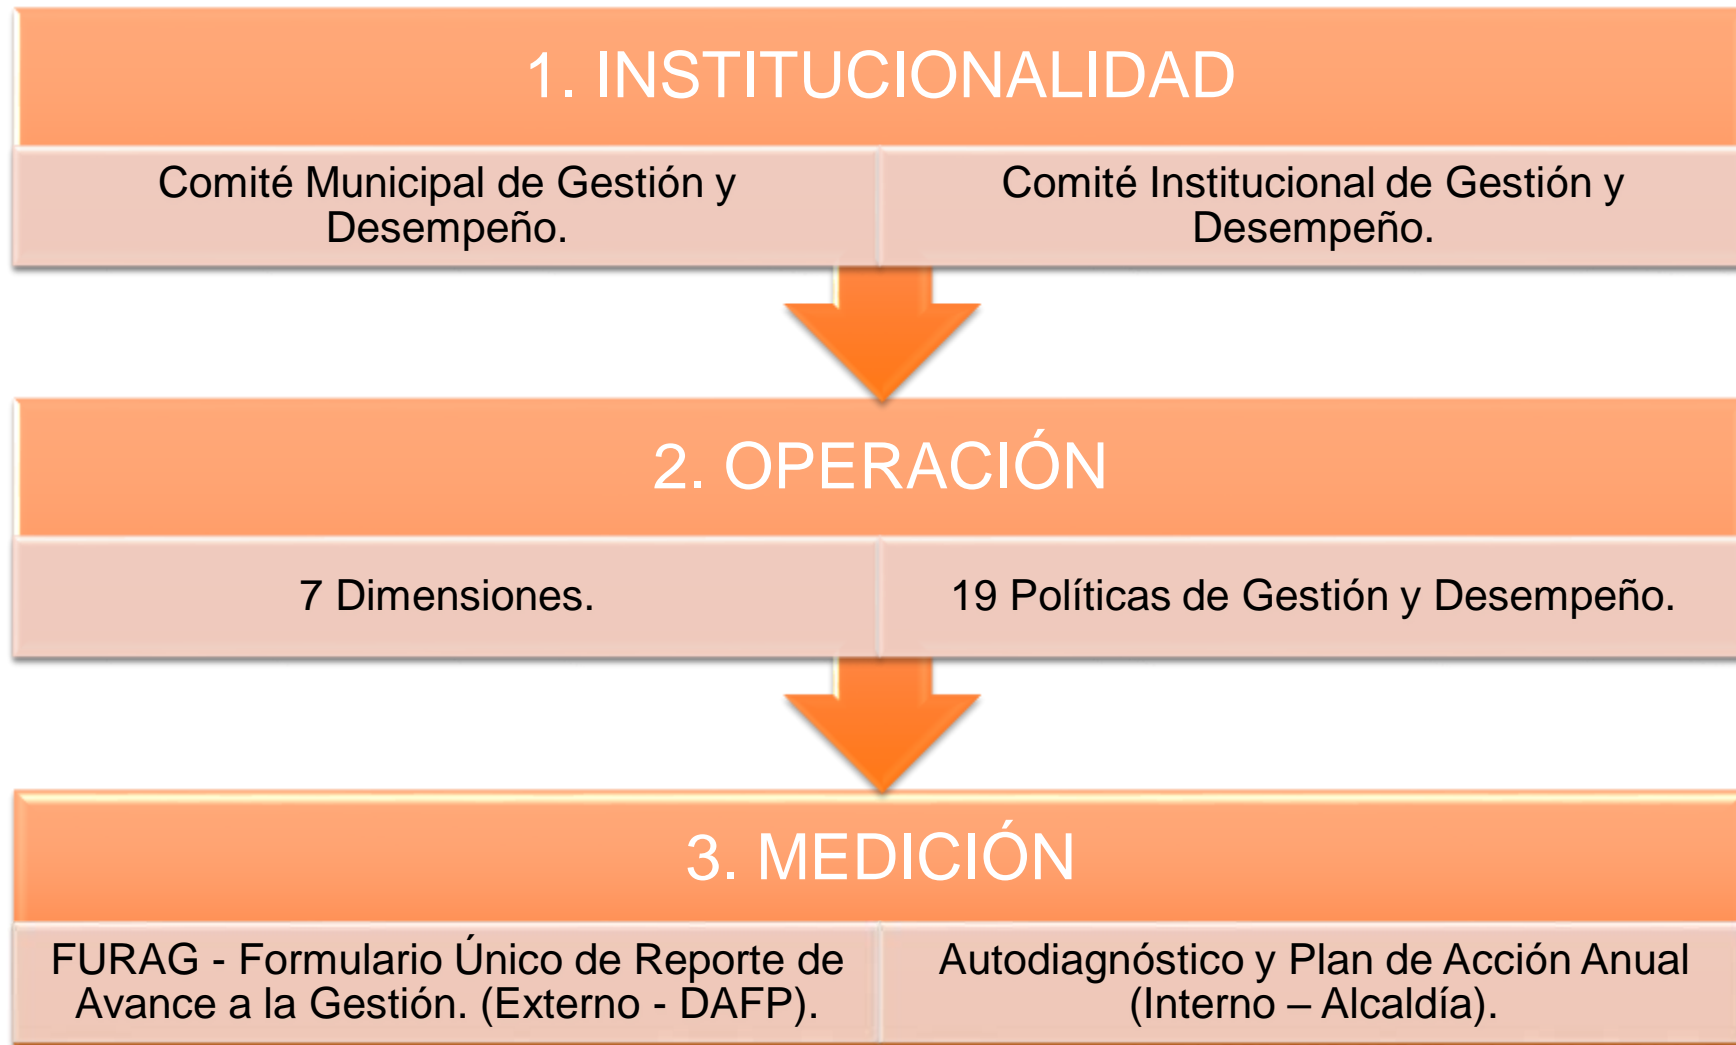 1. INSTITUCIONALIDAD
Comité Municipal de Gestión y
Desempeño.
Comité Institucional de Gestión y
Desempeño.
2. OPERACIÓN
7 Dimensiones.
19 Políticas de Gestión y Desempeño.
3. MEDICIÓN
FURAG - Formulario Único de Reporte de
Avance a la Gestión. (Externo - DAFP).
Autodiagnóstico y Plan de Acción Anual
(Interno – Alcaldía).